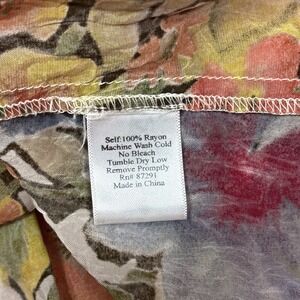 Self:100% Rayon
Machine Wash Cold
No Bleach
Tumble Dry Low
Remove Promptly
Rn# 87291
Made in China